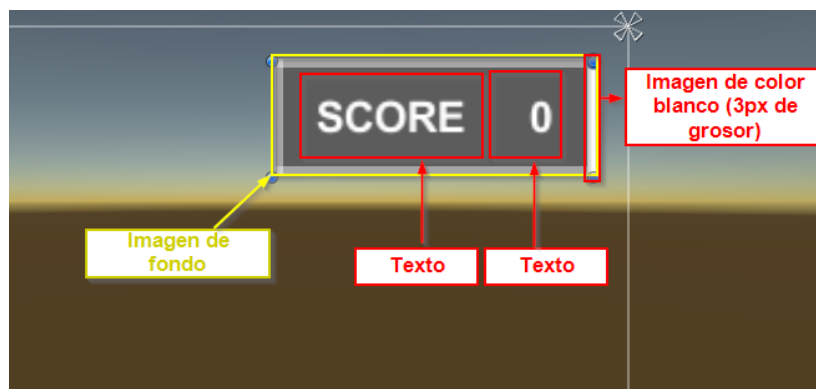 SCORE 0
Imagen de color
blanco (3px de
grosor)
Imagen de
fondo
Texto
Texto